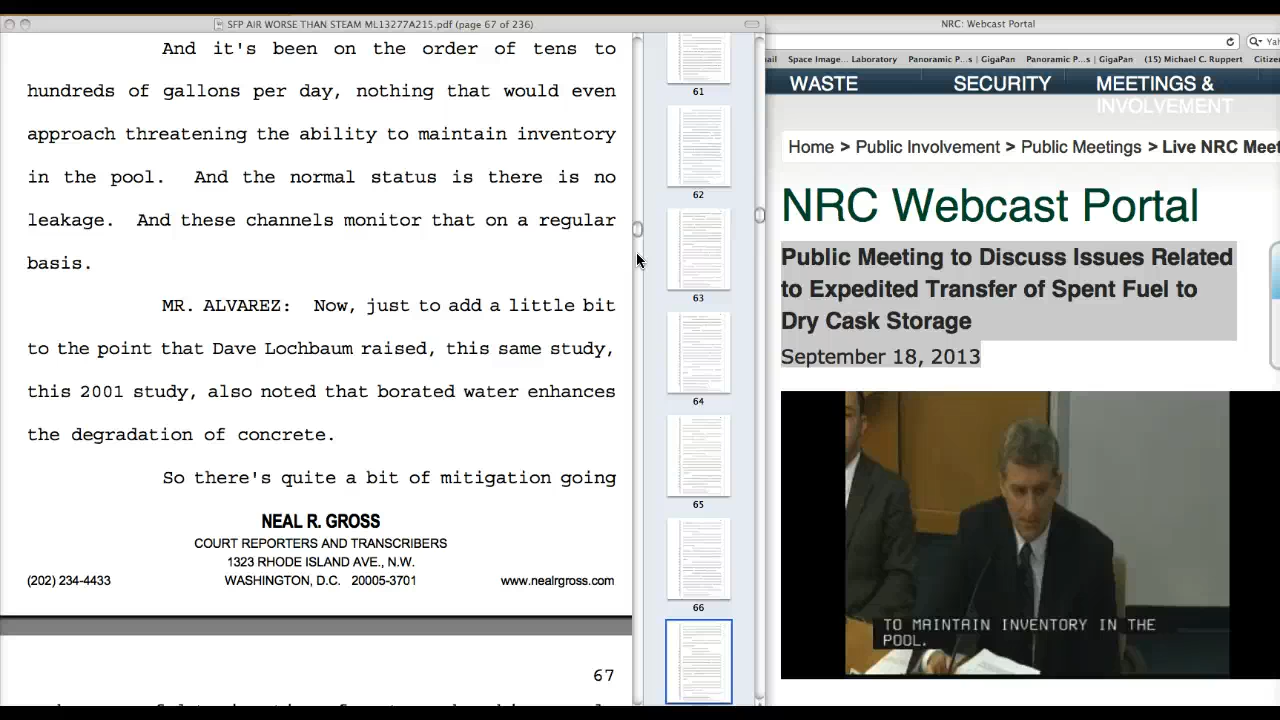 SFP AIR WORSE THAN STEAM ML13277A215.pdf (page 67 of 236)
And it's been on the order of tens to
hundreds of gallons per day, nothing that would even
approach threatening the ability to maintain inventory
in the pool. And the normal state is there is no
leakage. And these channels monitor that on a regular
basis.
MR. ALVAREZ: Now, just to add a little bit
to the point that Dave Lochbaum raised, this same study,
this 2001 study, also noted that borated water enhances
the degradation of concrete.
So there's quite a bit of mitigation going
NEAL R. GROSS
COURT REPORTERS AND TRANSCRIBERS
1323 RHODE ISLAND AVE., N.W.
(202) 234-4433 WASHINGTON, D.C. 20005-3701 www.nealrgross.com
67
61
62
63
64
65
66
NRC: Webcast Portal
Space Image... Laboratory Panoramic P...s | GigaPan Panoramic P...s | GigaPan (15) Michael C. Ruppert
WASTE SECURITY MEETINGS &
INVOLVEMENT
Home > Public Involvement > Public Meetings > Live NRC Meet
NRC Webcast Portal
Public Meeting to Discuss Issues Related
to Expedited Transfer of Spent Fuel to
Dry Cask Storage
September 18, 2013
TO MAINTAIN INVENTORY IN THE
POOL.